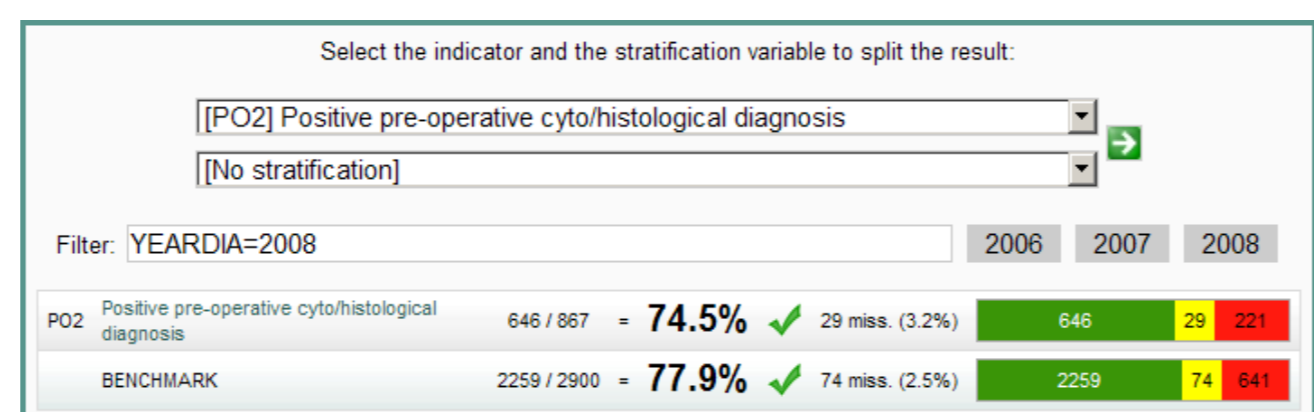 Select the indicator and the stratification variable to split the result:
[PO2] Positive pre-operative cyto/histological diagnosis
[No stratification]
Filter: YEARDIA=2008 2006 2007 2008
PO2 Positive pre-operative cyto/histological diagnosis 646 / 867 = 74.5% 29 miss. (3.2%) 646 29 221
BENCHMARK 2259 / 2900 = 77.9% 74 miss. (2.5%) 2259 74 641